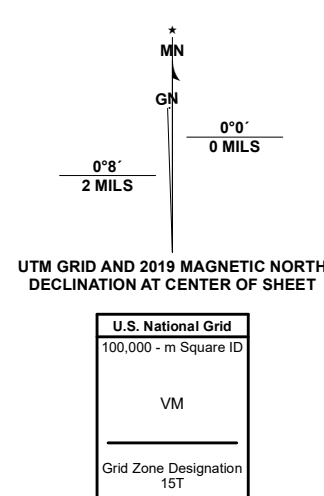 ★
MN
GN
0°0´
0 MILS
0°8´
2 MILS
UTM GRID AND 2019 MAGNETIC NORTH
DECLINATION AT CENTER OF SHEET
U.S. National Grid
100,000 - m Square ID
VM
Grid Zone Designation
15T